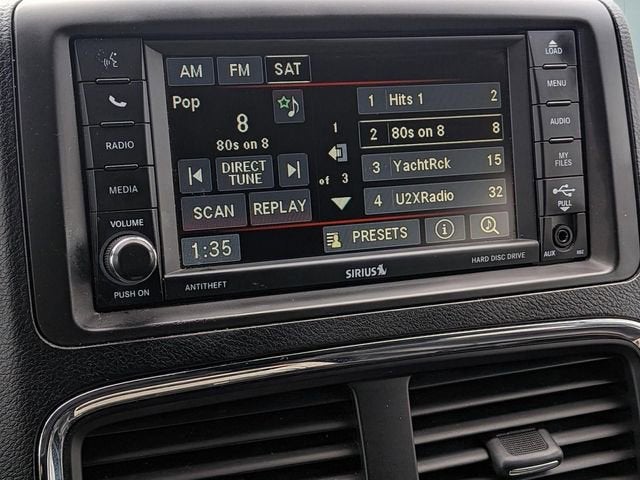 AM FM SAT
Pop
8
80s on 8
DIRECT
TUNE
SCAN REPLAY
1:35
1
of 3
1 Hits 1 2
2 80s on 8 8
3 YachtRck 15
4 U2XRadio 32
PRESETS
i
RADIO
MEDIA
VOLUME
PUSH ON
ANTITHEFT
SIRIUS
HARD DISC DRIVE
LOAD
MENU
AUDIO
MY
FILES
PULL
AUX